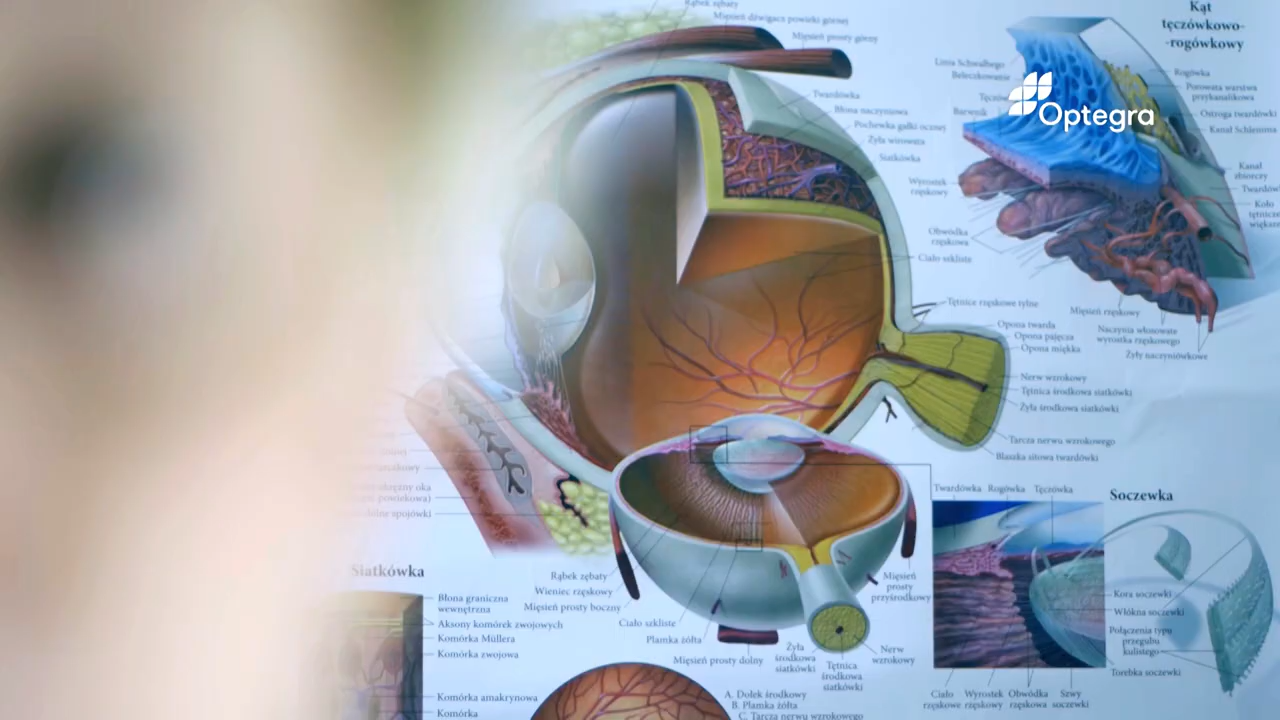 Rąbek zębaty
Mięsień dźwigacz powieki górnej
Mięsień prosty górny
Twardówka
Błona naczyniowa
Pochewka gałki ocznej
Żyła wirowata
Siatkówka
Ciało szkliste
Tętnice rzęskowe tylne
Opona twarda
Opona pajęcza
Opona miękka
Nerw wzrokowy
Tętnica środkowa siatkówki
Żyła środkowa siatkówki
Tarcza nerwu wzrokowego
Blaszka sitowa twardówki
Kąt
tęczówkowo-
-rogówkowy
Linia Schwalbego
Beleczkowanie
Barwnik
Optegra
Rogówka
Porowata warstwa
przykanalikowa
Ostroga twardówki
Kanał Schlemma
Kanał
zbiorczy
Wyrostek
rzęskowy
Obwódka
rzęskowa
Koło
Mięsień rzęskowy
Naczynia włosowate
wyrostka rzęskowego
Żyły naczyniówkowe
dolne spojówki
Siatkówka
Błona graniczna
wewnętrzna
Aksony komórek zwojowych
Komórka Müllera
Komórka zwojowa
Komórka amakrynowa
Komórka
Rąbek zębaty
Wieniec rzęskowy
Mięsień prosty boczny
Ciało szkliste
Plamka żółta
Mięsień prosty dolny
Żyła
środkowa
siatkówki
Tętnica
środkowa
siatkówki
Nerw
wzrokowy
Mięsień
prosty
przyśrodkowy
A. Dołek środkowy
B. Plamka żółta
C. Tarcza nerwu wzrokowego
Twardówka Rogówka Tęczówka
Ciało
rzęskowe
Wyrostek
rzęskowy
Obwódka
rzęskowa
Szwy
soczewki
Soczewka
Kora soczewki
Włókna soczewki
Połączenia typu
przegubu
kulistego
Torebka soczewki